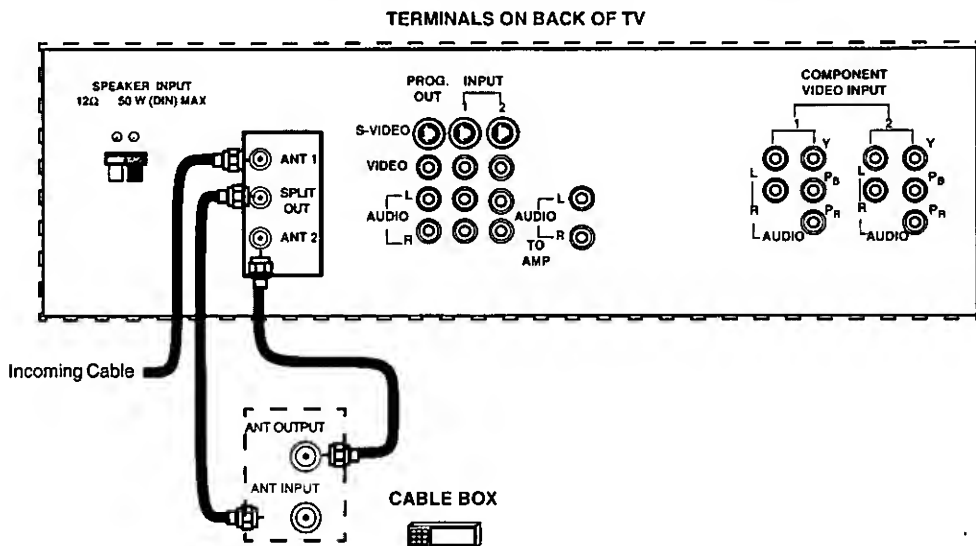 TERMINALS ON BACK OF TV
SPEAKER INPUT
12Ω 50 W (DIN) MAX
ANT 1
SPLIT
OUT
ANT 2
PROG. INPUT
OUT 1 2
S-VIDEO
VIDEO
L
AUDIO
R
L
AUDIO
R
TO
AMP
COMPONENT
VIDEO INPUT
1 2
Y
L
PB
R
PR
AUDIO
Y
L
PB
R
PR
AUDIO
Incoming Cable
ANT OUTPUT
ANT INPUT
CABLE BOX